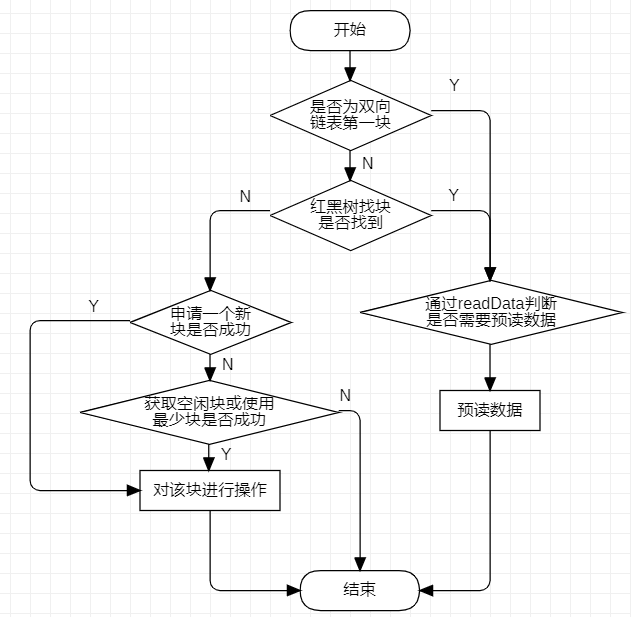 开始
Y
是否为双向
链表第一块
N
N
红黑树找块
是否找到
Y
Y
申请一个新
块是否成功
通过readData判断
是否需要预读数据
N
获取空闲块或使用
最少块是否成功
N
预读数据
Y
对该块进行操作
结束